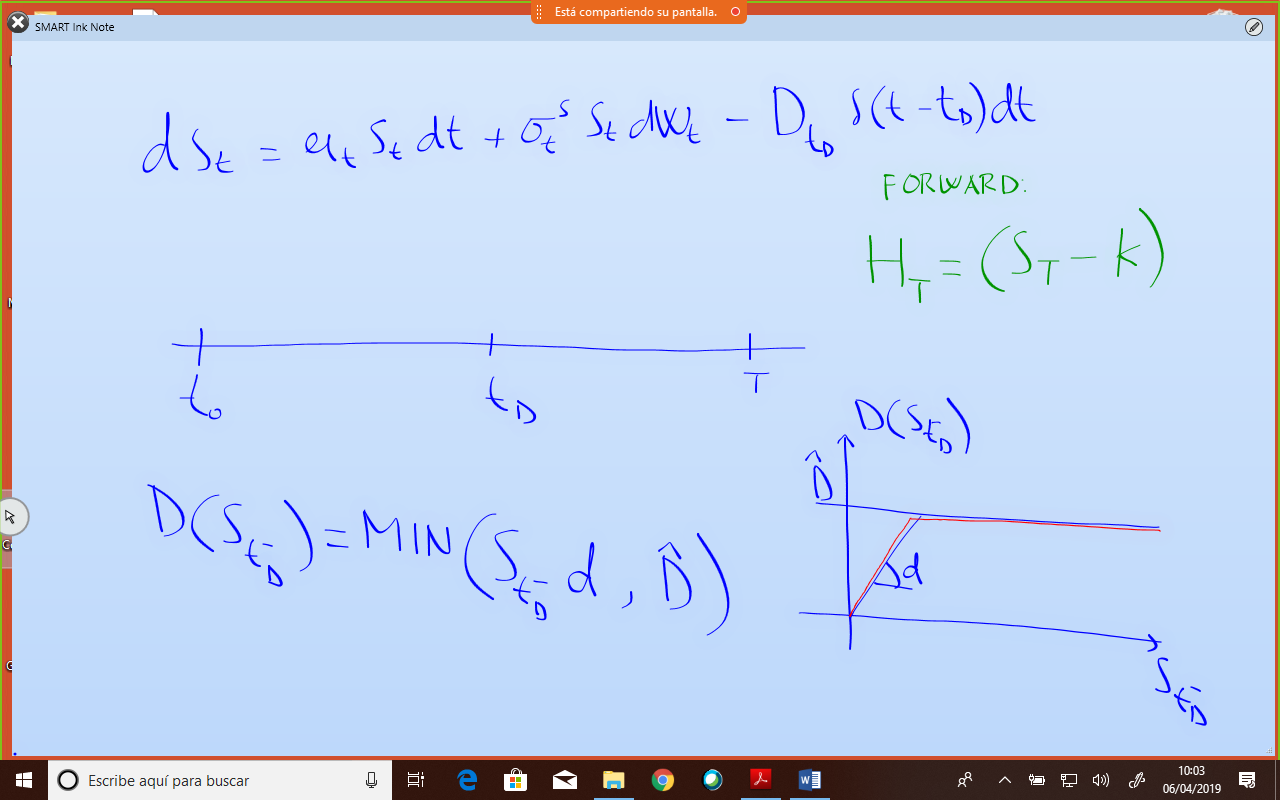 Está compartiendo su pantalla.
SMART Ink Note
dS_t = μ_t S_t dt + σ_t^S S_t dW_t − D_{t_D} δ(t − t_D)dt
FORWARD:
H_T = (S_T − K)
t_0 t_D T
D(S_{t_D^-}) = MIN(S_{t_D^-} d , D̂)
D(S_{t_D^-})
D̂
d
S_{t_D^-}
Escribe aquí para buscar
10:03
06/04/2019